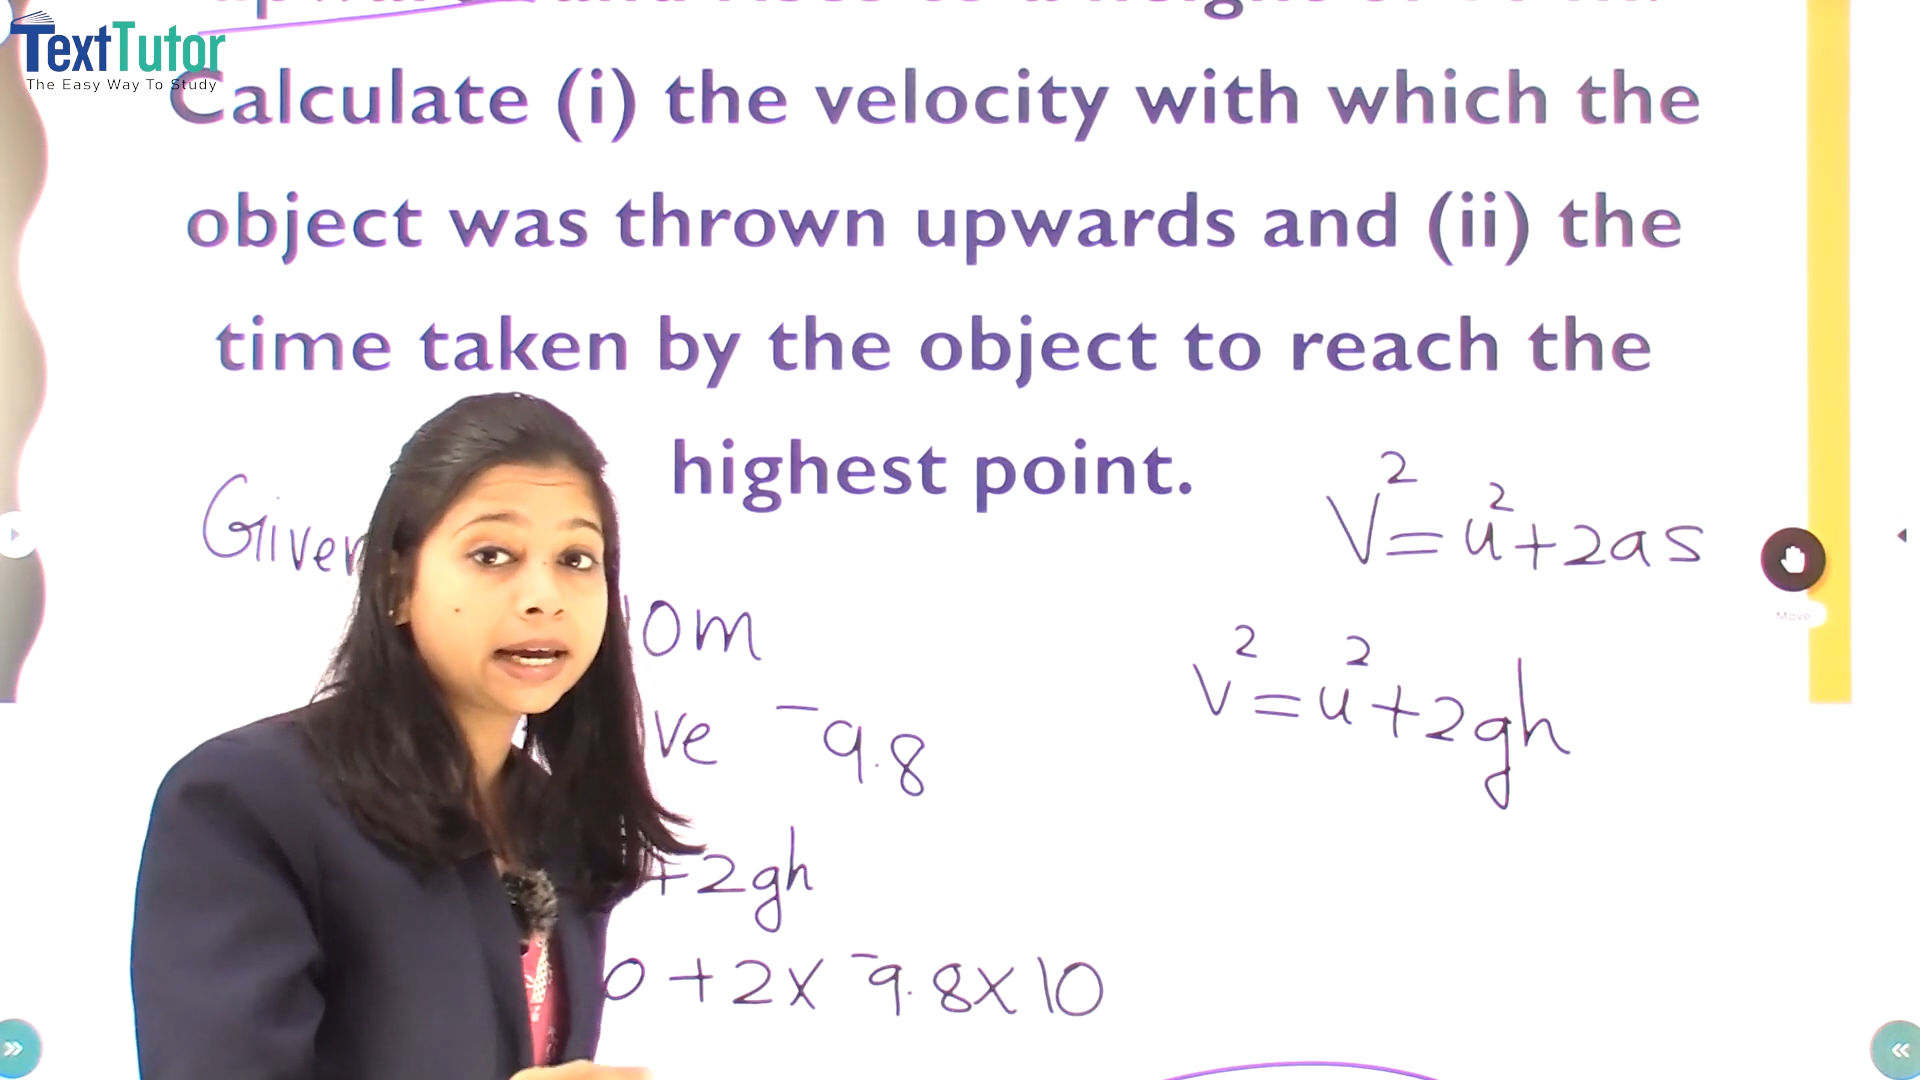 TextTutor
The Easy Way To Study
Calculate (i) the velocity with which the
object was thrown upwards and (ii) the
time taken by the object to reach the
highest point.
Given
10m
ve -9.8
+2gh
0 + 2x -9.8x10
V²= u²+2as
v²= u²+2gh
Move